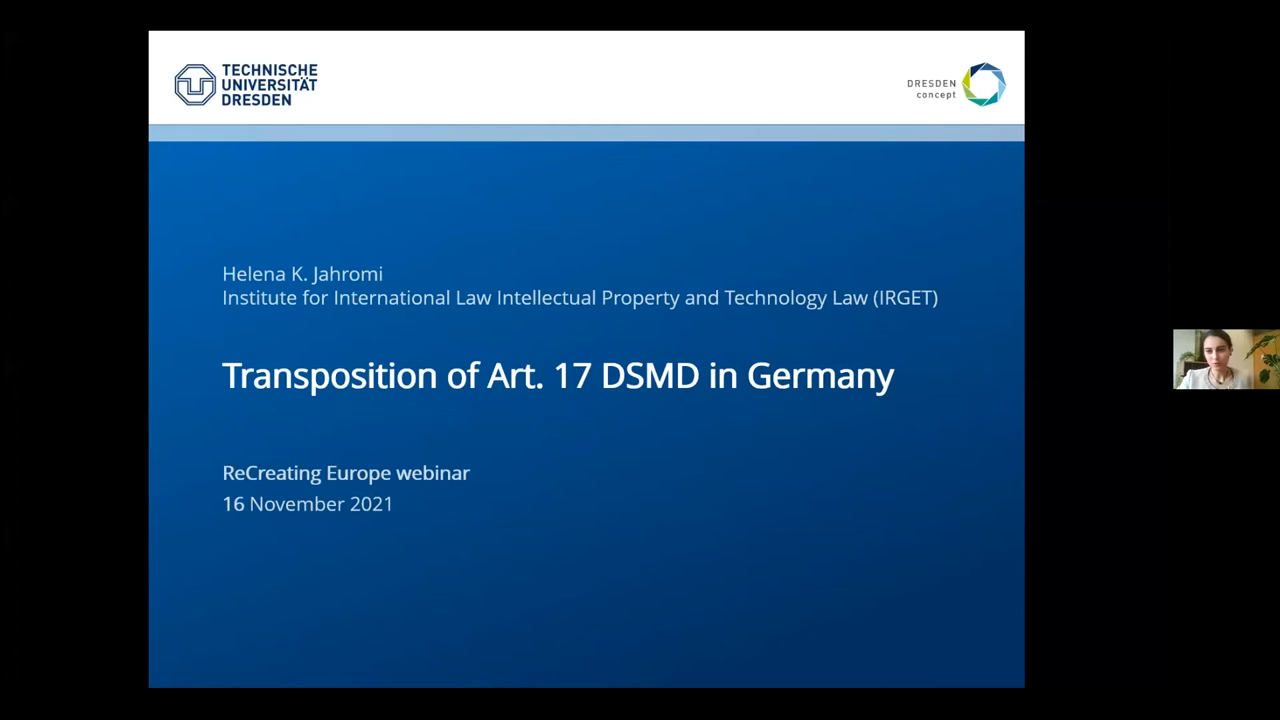 TECHNISCHE
UNIVERSITÄT
DRESDEN
DRESDEN
concept
Helena K. Jahromi
Institute for International Law Intellectual Property and Technology Law (IRGET)
Transposition of Art. 17 DSMD in Germany
ReCreating Europe webinar
16 November 2021